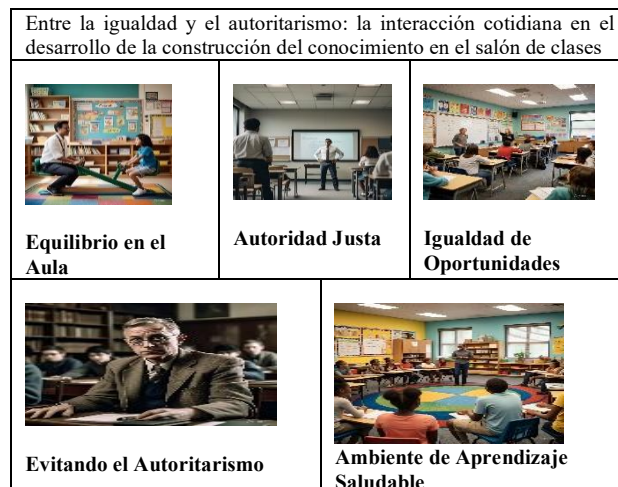 Entre la igualdad y el autoritarismo: la interacción cotidiana en el
desarrollo de la construcción del conocimiento en el salón de clases
Equilibrio en el
Aula
Autoridad Justa
Igualdad de
Oportunidades
Evitando el Autoritarismo
Ambiente de Aprendizaje
Saludable